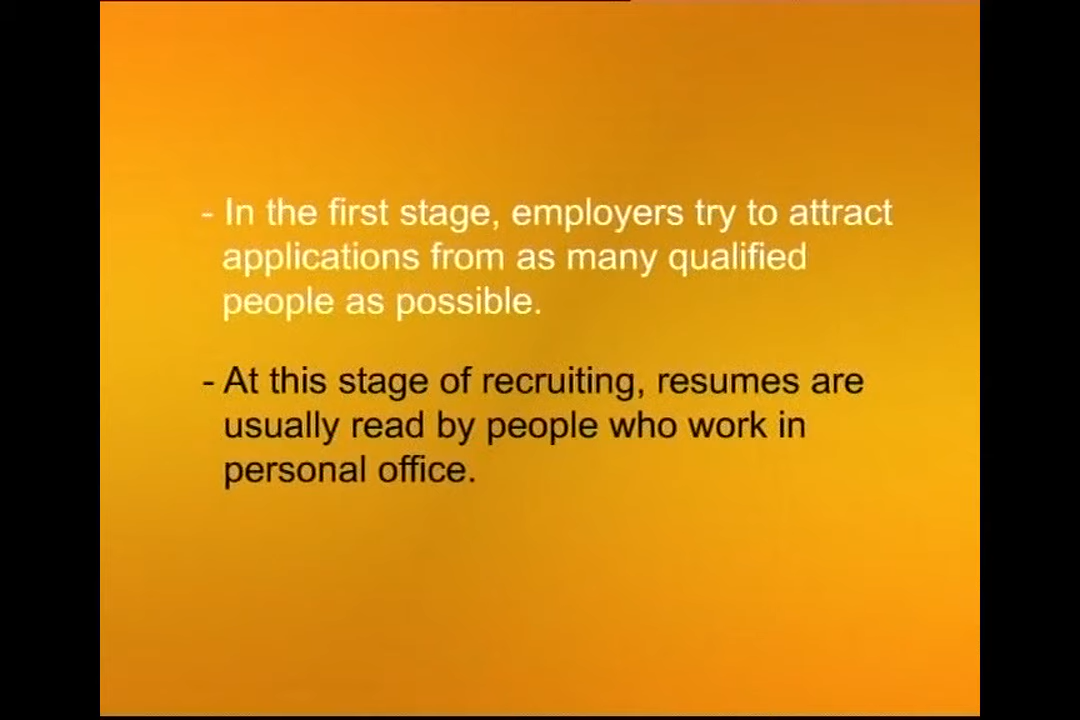 - In the first stage, employers try to attract
applications from as many qualified
people as possible.
- At this stage of recruiting, resumes are
usually read by people who work in
personal office.